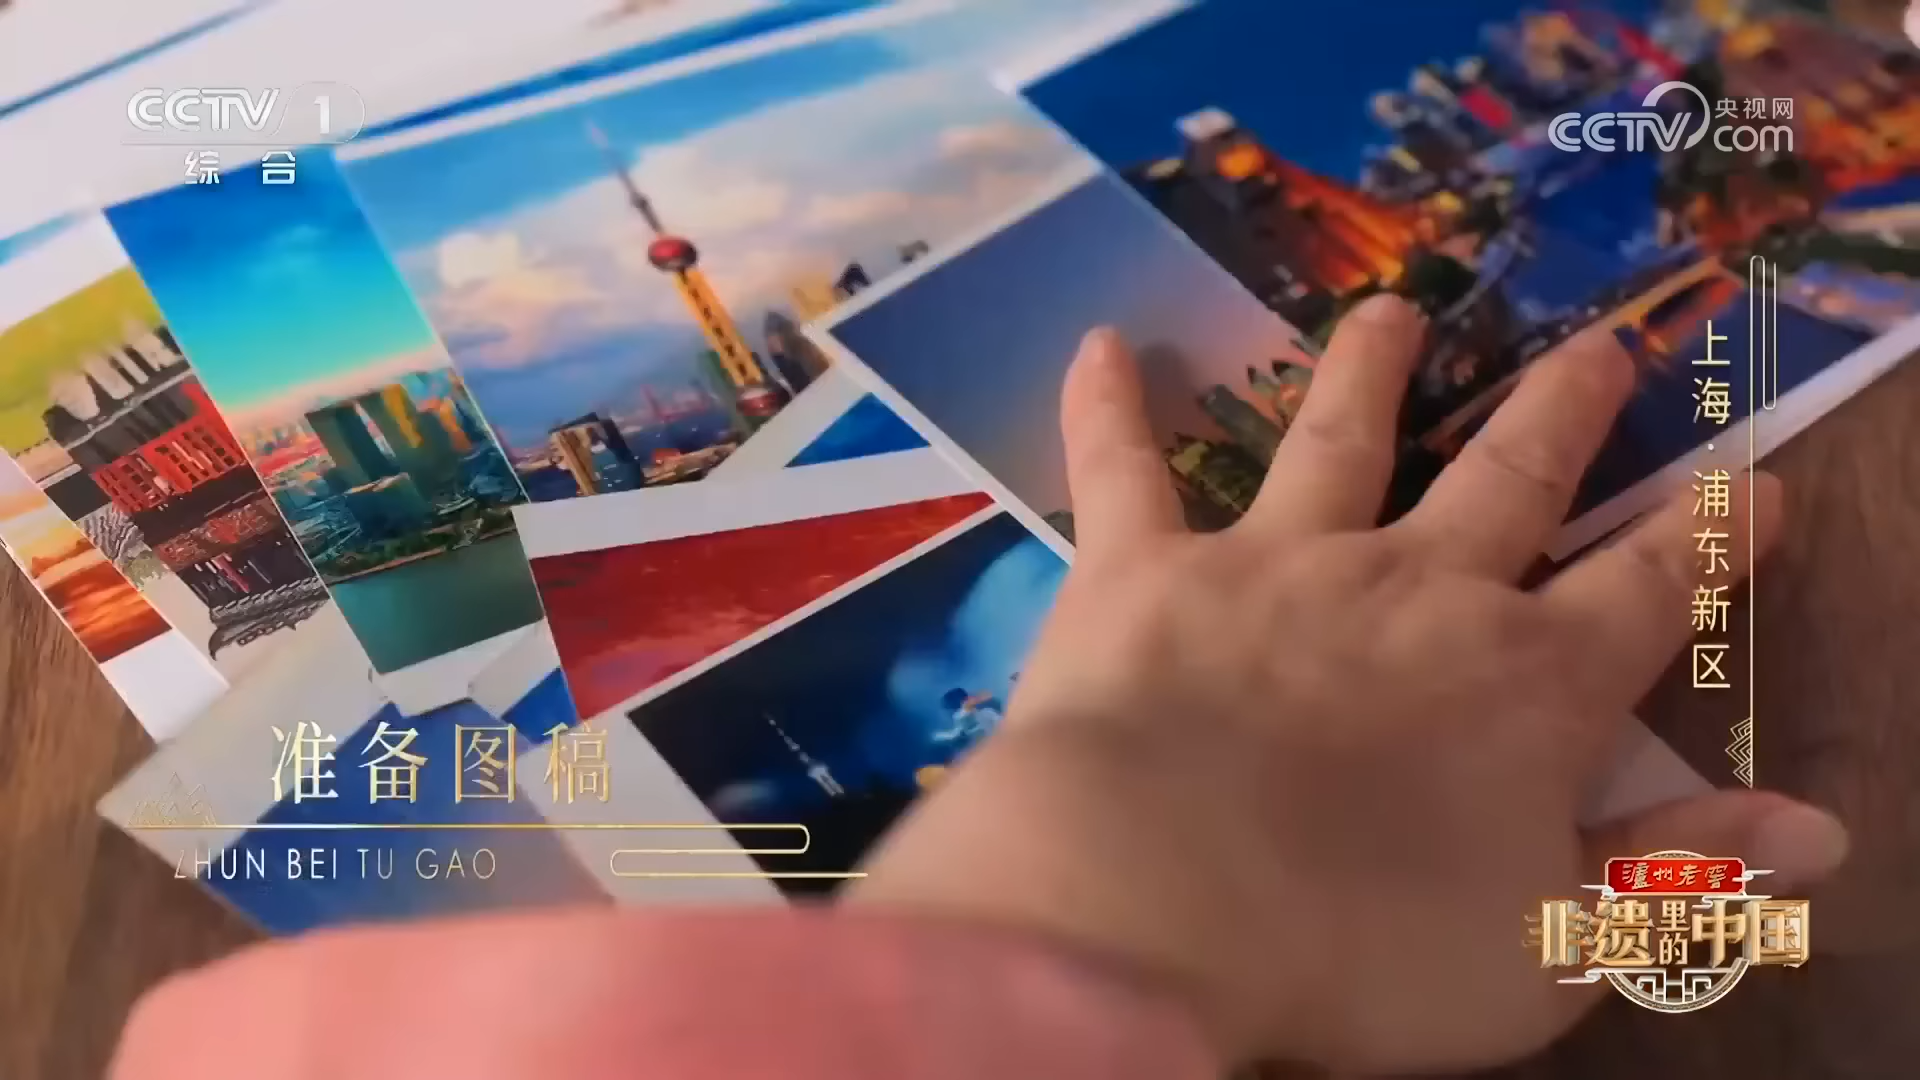 CCTV 1
综合
央视网
CCTV.com
上海·浦东新区
准备图稿
ZHUN BEI TU GAO
泸州老窖
非遗里的中国